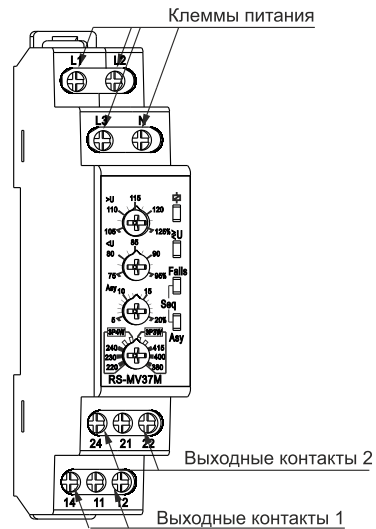 Клеммы питания
L1 L2
L3 N
>U 110 115 120
105 125%
≷U
<U 80 85 90
75 95%
Fails
Asy 10 15
5 20%
Seq
Asy
3P4W 3P3W
240 415
230 400
220 380
RS-MV37M
24 21 22
Выходные контакты 2
14 11 12
Выходные контакты 1